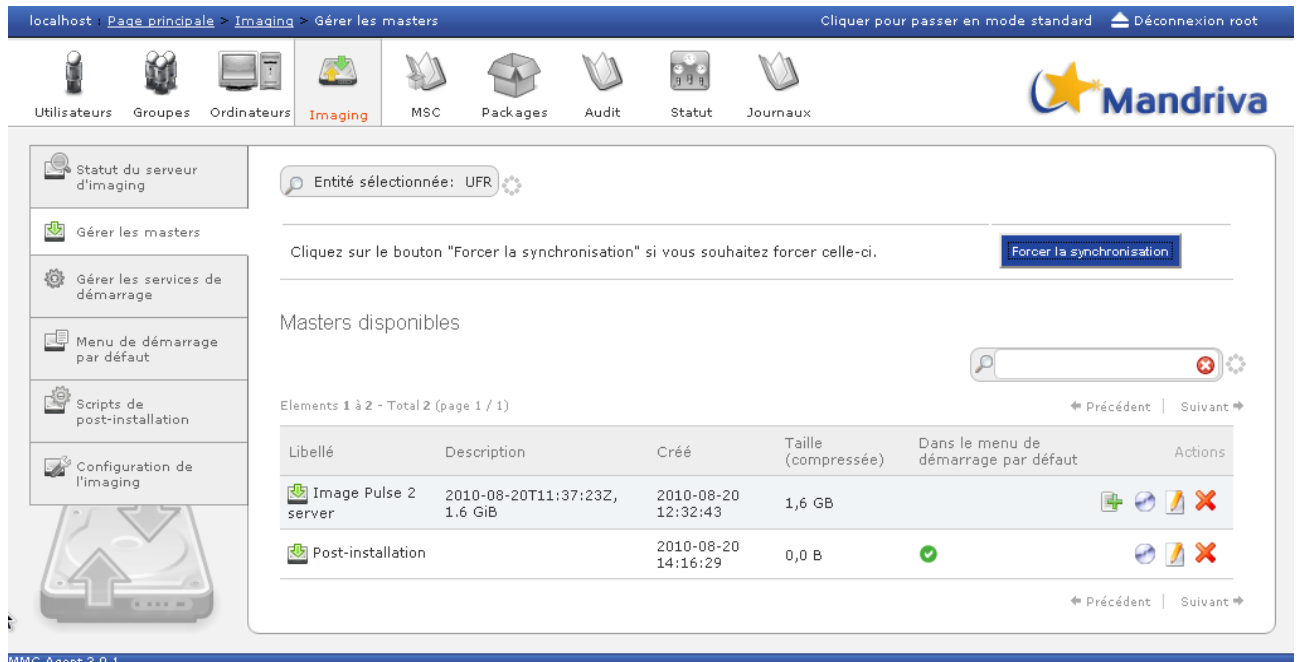 localhost : Page principale > Imaging > Gérer les masters
Cliquer pour passer en mode standard
Déconnexion root
Utilisateurs
Groupes
Ordinateurs
Imaging
MSC
Packages
Audit
Statut
Journaux
Mandriva
Statut du serveur
d'imaging
Gérer les masters
Gérer les services de
démarrage
Menu de démarrage
par défaut
Scripts de
post-installation
Configuration de
l'imaging
Entité sélectionnée: UFR
Cliquez sur le bouton "Forcer la synchronisation" si vous souhaitez forcer celle-ci.
Forcer la synchronisation
Masters disponibles
Elements 1 à 2 - Total 2 (page 1 / 1)
Précédent | Suivant
Libellé
Description
Créé
Taille
(compressée)
Dans le menu de
démarrage par défaut
Actions
Image Pulse 2
server
2010-08-20T11:37:23Z,
1.6 GiB
2010-08-20
12:32:43
1,6 GB
Post-installation
2010-08-20
14:16:29
0,0 B
Précédent | Suivant
MMC Agent 3.0.1